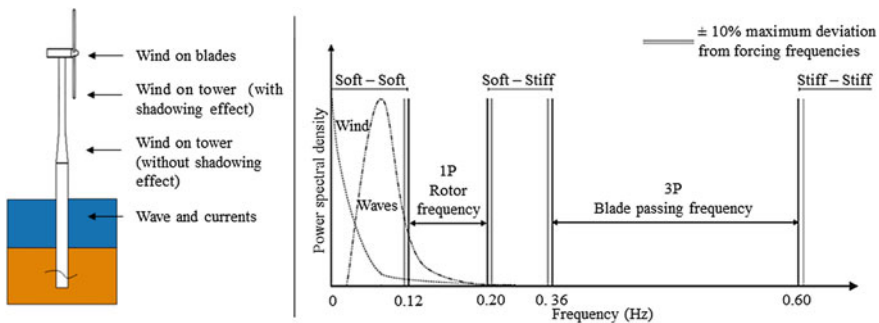 Wind on blades
Wind on tower (with
shadowing effect)
Wind on tower
(without shadowing
effect)
Wave and currents
± 10% maximum deviation
from forcing frequencies
Soft – Soft
Soft – Stiff
Stiff – Stiff
Wind
Waves
1P
Rotor
frequency
3P
Blade passing frequency
Power spectral density
0
0.12
0.20
0. 36
0.60
Frequency (Hz)